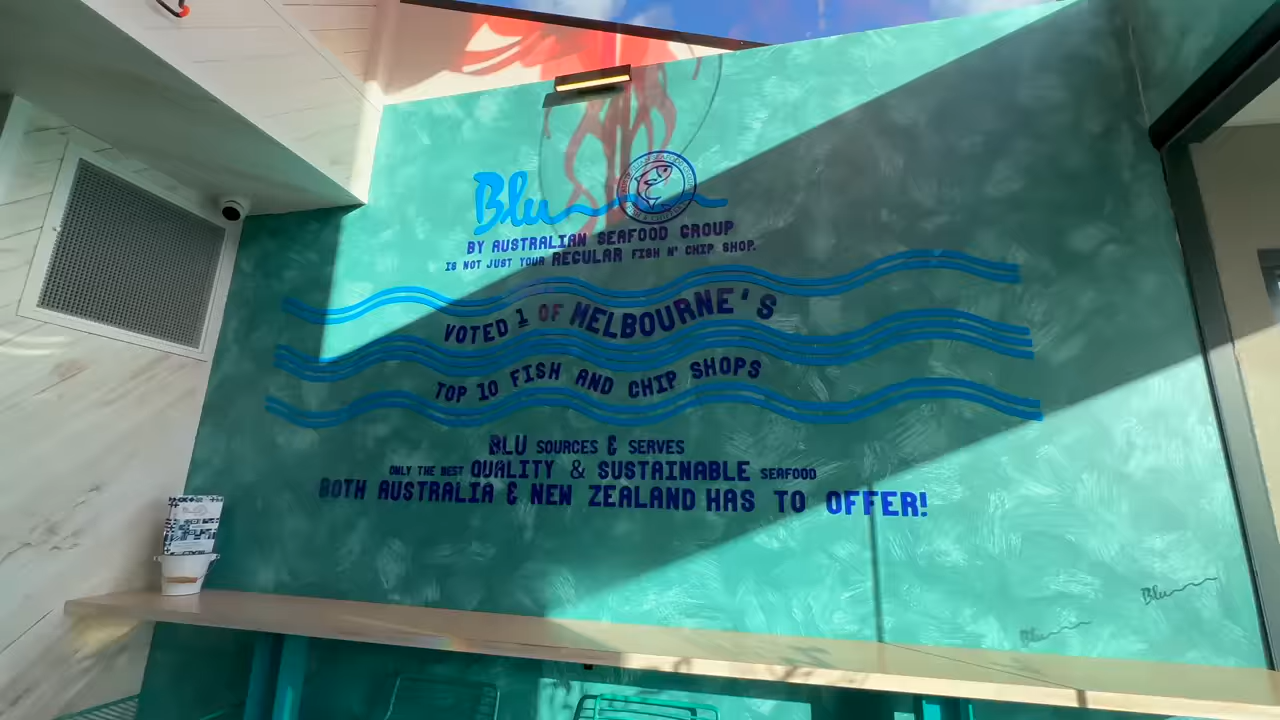 Blu
BY AUSTRALIAN SEAFOOD GROUP
IS NOT JUST YOUR REGULAR FISH N' CHIP SHOP.
VOTED 1 OF MELBOURNE'S
TOP 10 FISH AND CHIP SHOPS
BLU SOURCES & SERVES
ONLY THE BEST QUALITY & SUSTAINABLE SEAFOOD
BOTH AUSTRALIA & NEW ZEALAND HAS TO OFFER!
Blu
Blu